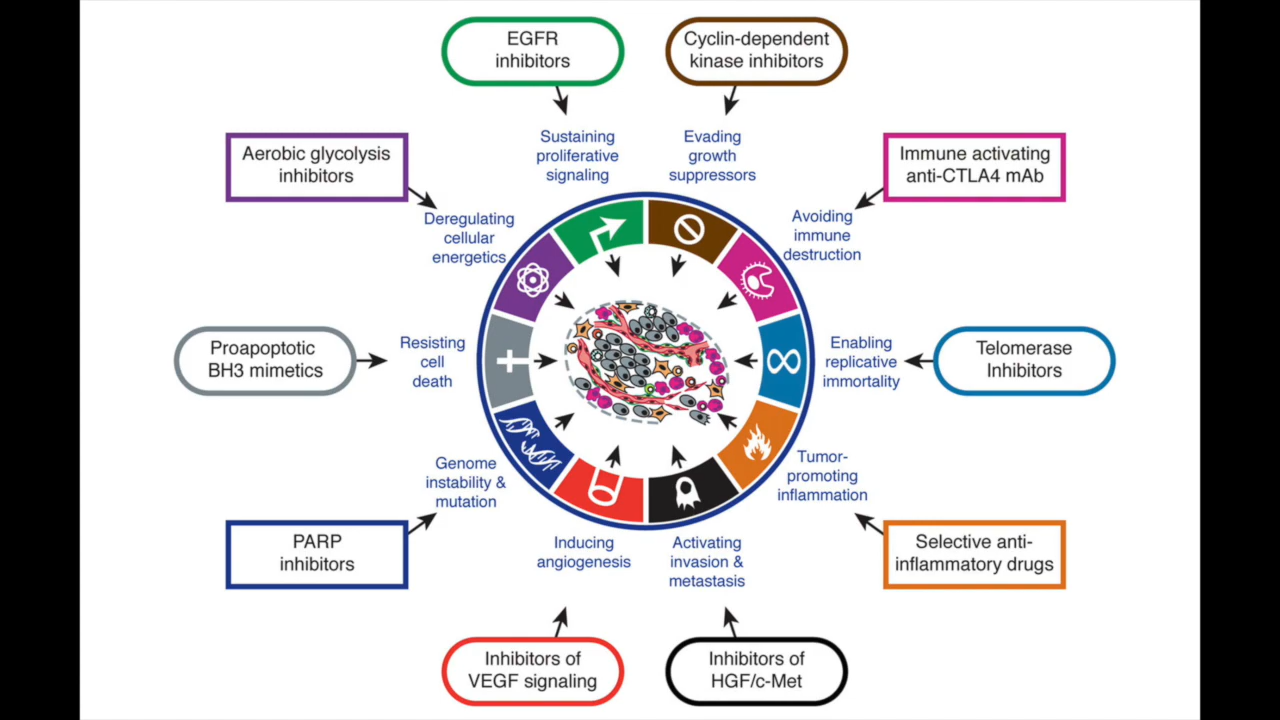 EGFR
inhibitors
Cyclin-dependent
kinase inhibitors
Sustaining
proliferative
signaling
Evading
growth
suppressors
Aerobic glycolysis
inhibitors
Immune activating
anti-CTLA4 mAb
Deregulating
cellular
energetics
Avoiding
immune
destruction
Proapoptotic
BH3 mimetics
Resisting
cell
death
Enabling
replicative
immortality
Telomerase
Inhibitors
Genome
instability &
mutation
Tumor-
promoting
inflammation
PARP
inhibitors
Inducing
angiogenesis
Activating
invasion &
metastasis
Selective anti-
inflammatory drugs
Inhibitors of
VEGF signaling
Inhibitors of
HGF/c-Met